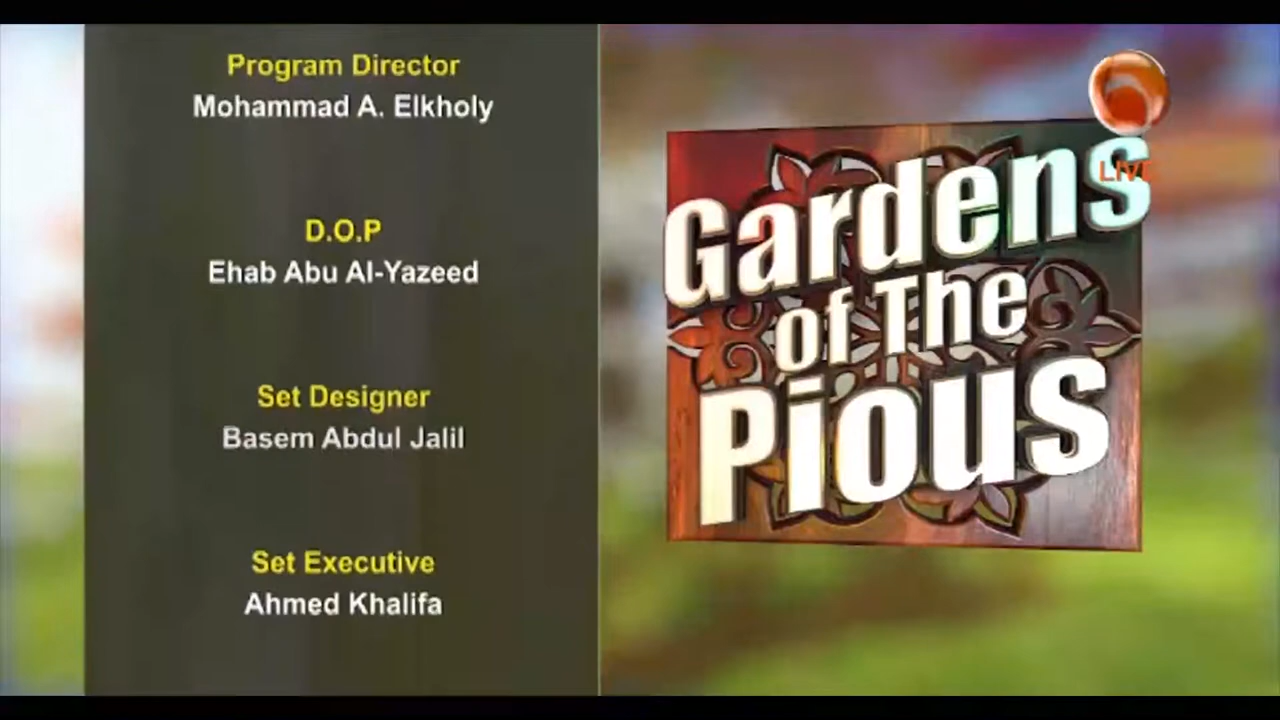 Program Director
Mohammad A. Elkholy
D.O.P
Ehab Abu Al-Yazeed
Set Designer
Basem Abdul Jalil
Set Executive
Ahmed Khalifa
LIVE
Gardens
of The
Pious